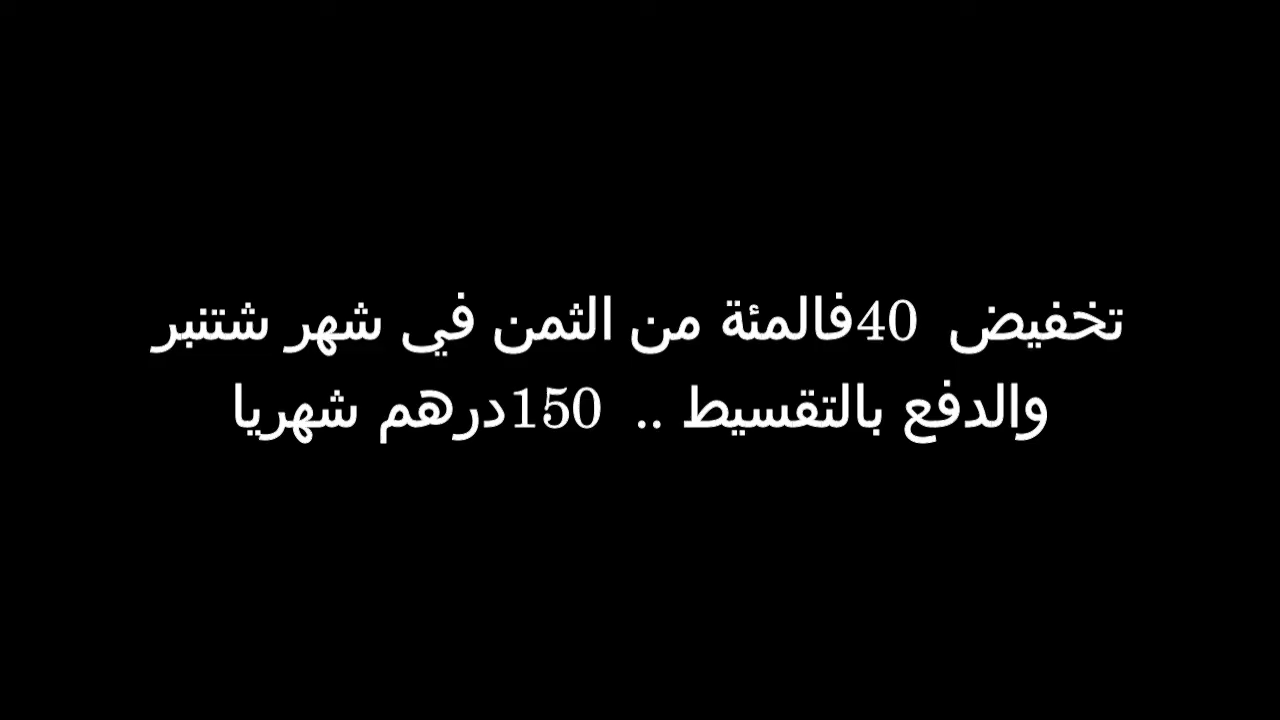 تخفيض 40فالمئة من الثمن في شهر شتنبر
والدفع بالتقسيط .. 150درهم شهريا